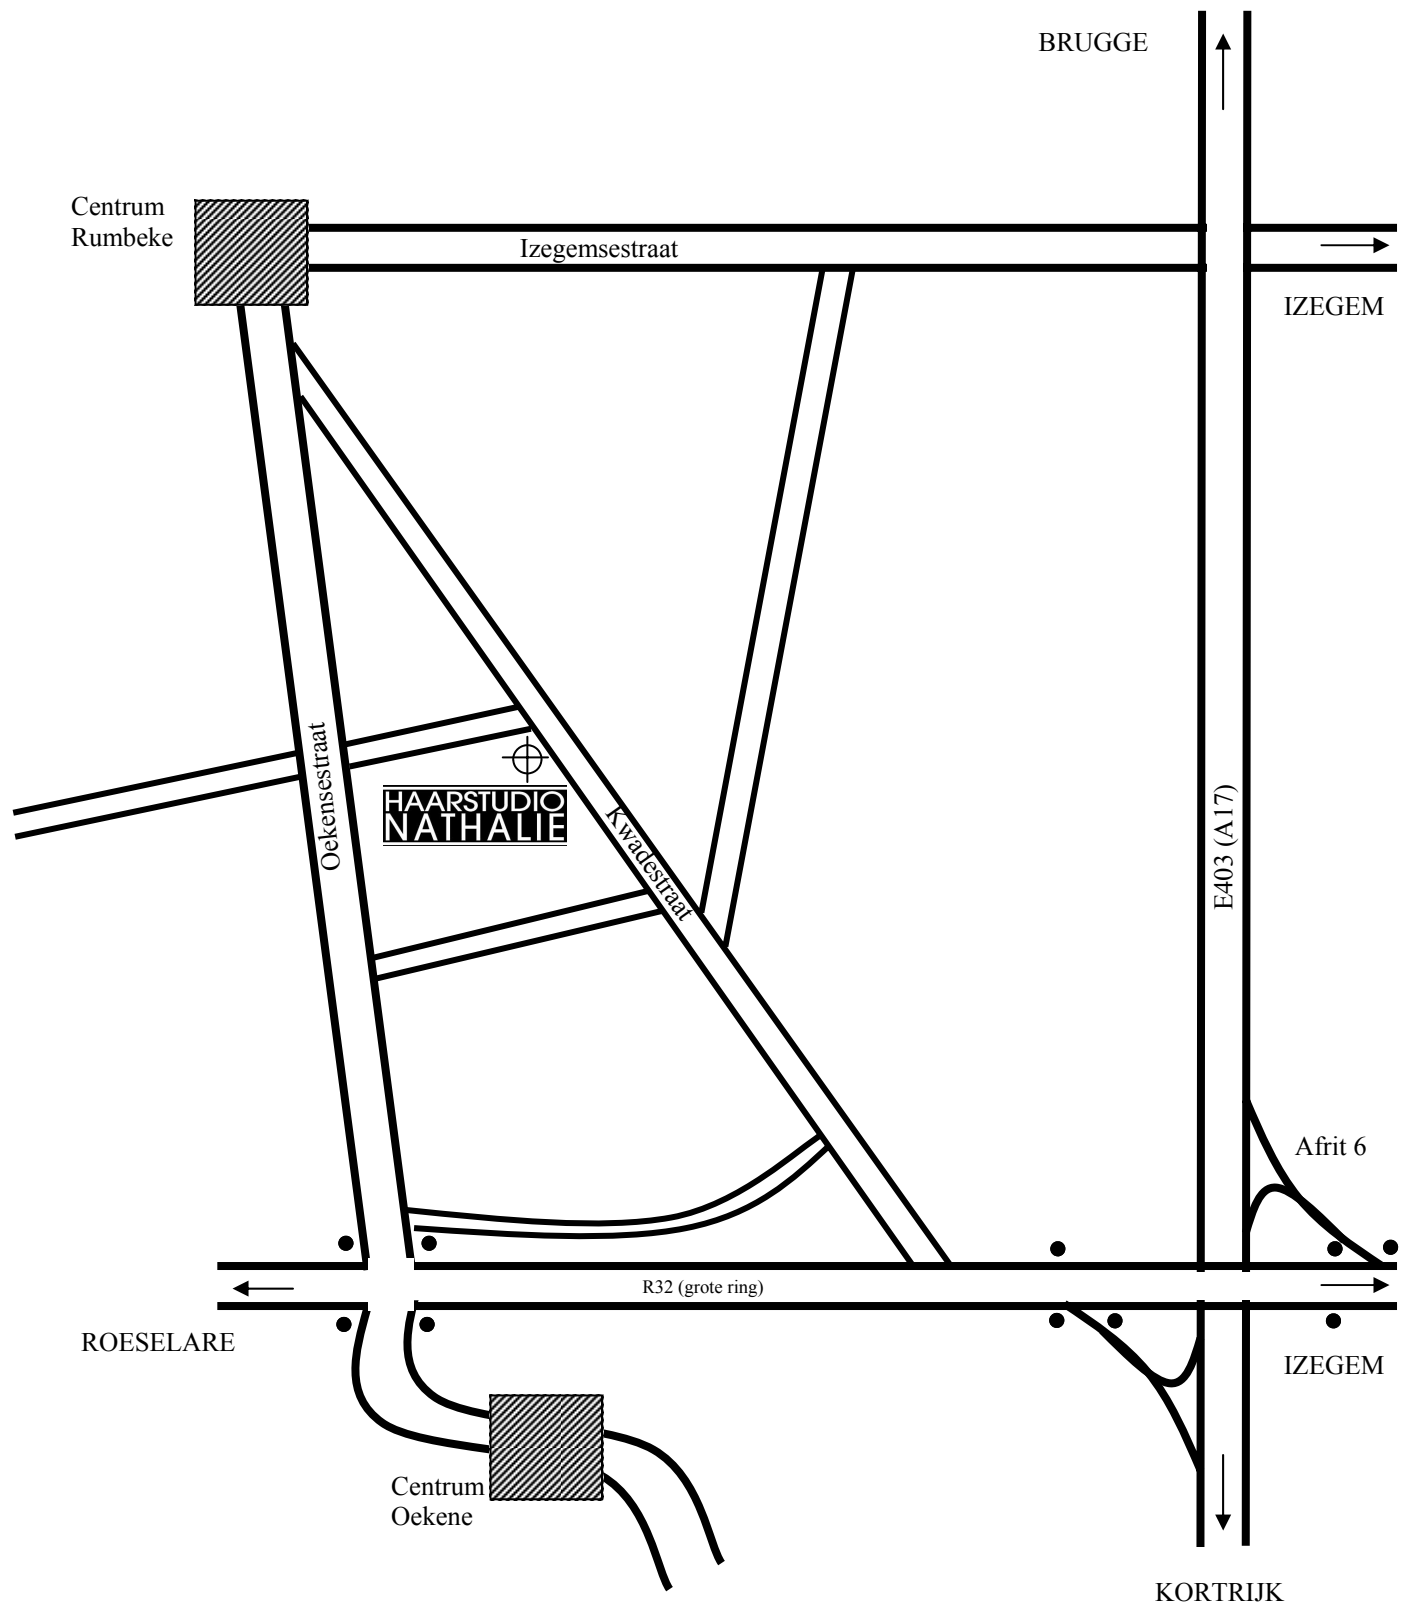 BRUGGE
Centrum
Rumbeke
Izegemsestraat
IZEGEM
Oekensestraat
HAARSTUDIO
NATHALIE
Kwadestraat
E403 (A17)
Afrit 6
R32 (grote ring)
ROESELARE
IZEGEM
Centrum
Oekene
KORTRIJK